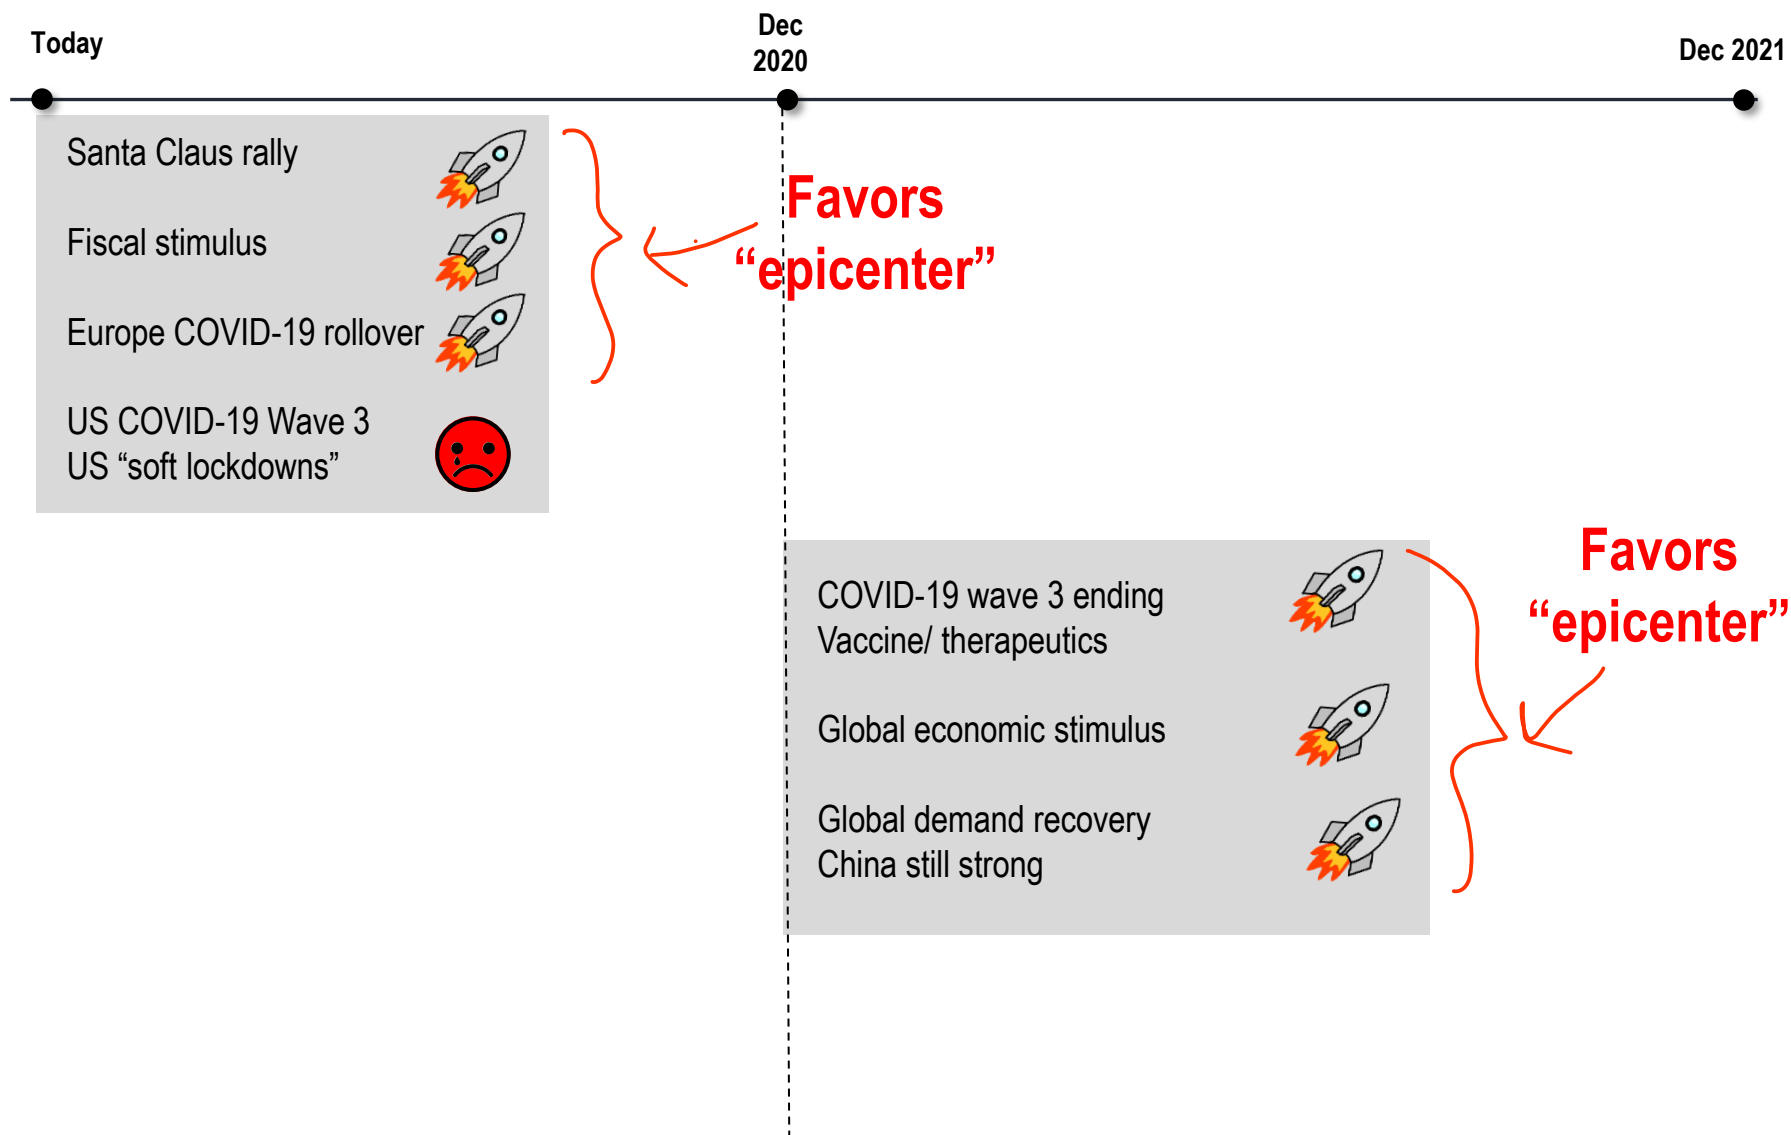 Today
Dec
2020
Dec 2021
Santa Claus rally
Fiscal stimulus
Europe COVID-19 rollover
US COVID-19 Wave 3
US “soft lockdowns”
Favors
“epicenter”
COVID-19 wave 3 ending
Vaccine/ therapeutics
Global economic stimulus
Global demand recovery
China still strong
Favors
“epicenter”